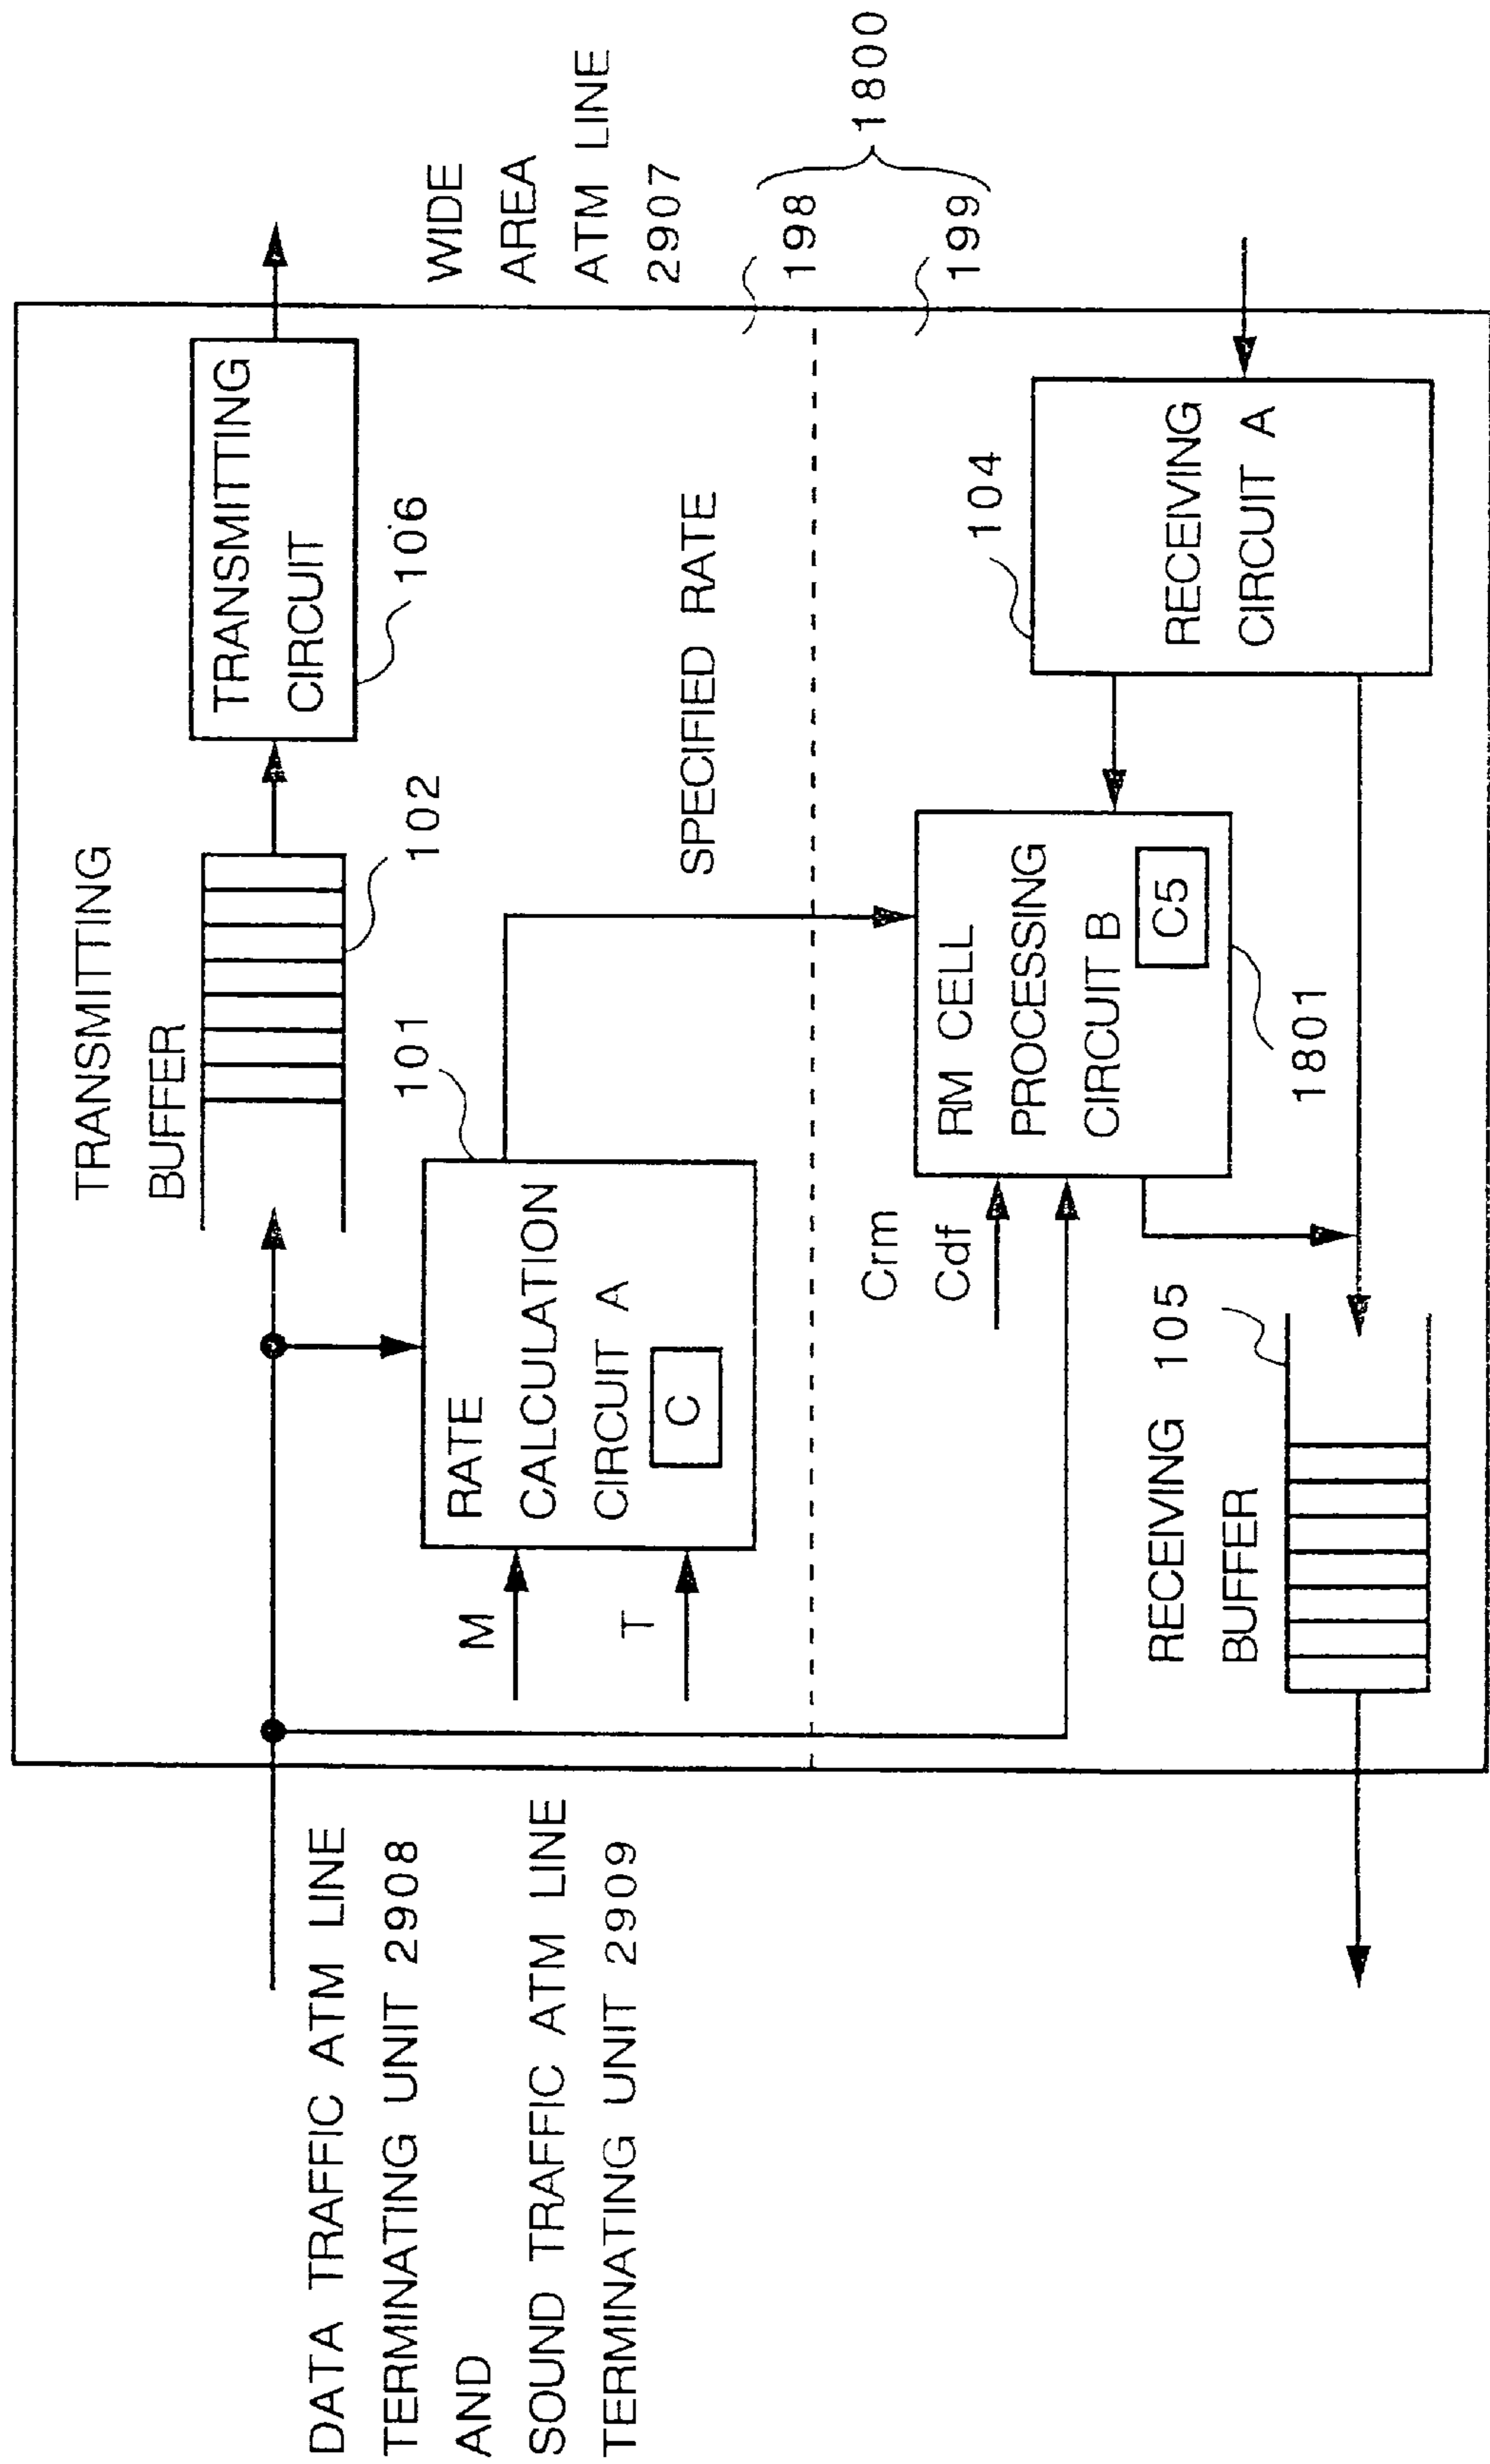 TRANSMITTING
BUFFER
102
TRANSMITTING
CIRCUIT
106
WIDE
AREA
ATM LINE
2907
DATA TRAFFIC ATM LINE
TERMINATING UNIT 2908
AND
SOUND TRAFFIC ATM LINE
TERMINATING UNIT 2909
101
RATE
CALCULATION
CIRCUIT A
C
M
T
SPECIFIED RATE
198
199
1800
Crm
Cdf
RM CELL
PROCESSING
CIRCUIT B
C5
1801
104
RECEIVING
CIRCUIT A
RECEIVING 105
BUFFER